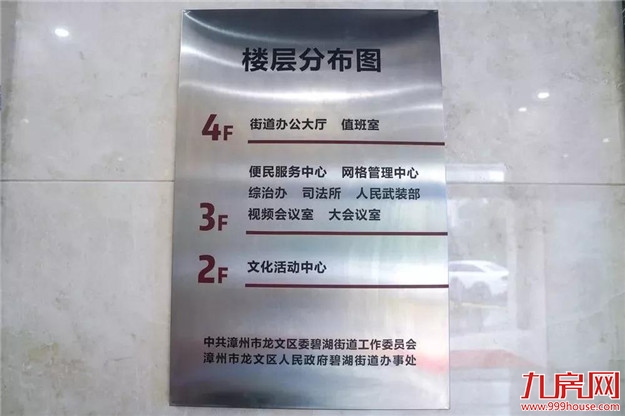 楼层分布图
4F 街道办公大厅 值班室
便民服务中心 网格管理中心
综治办 司法所 人民武装部
3F 视频会议室 大会议室
2F 文化活动中心
中共漳州市龙文区委碧湖街道工作委员会
漳州市龙文区人民政府碧湖街道办事处
九房网
www.999house.com